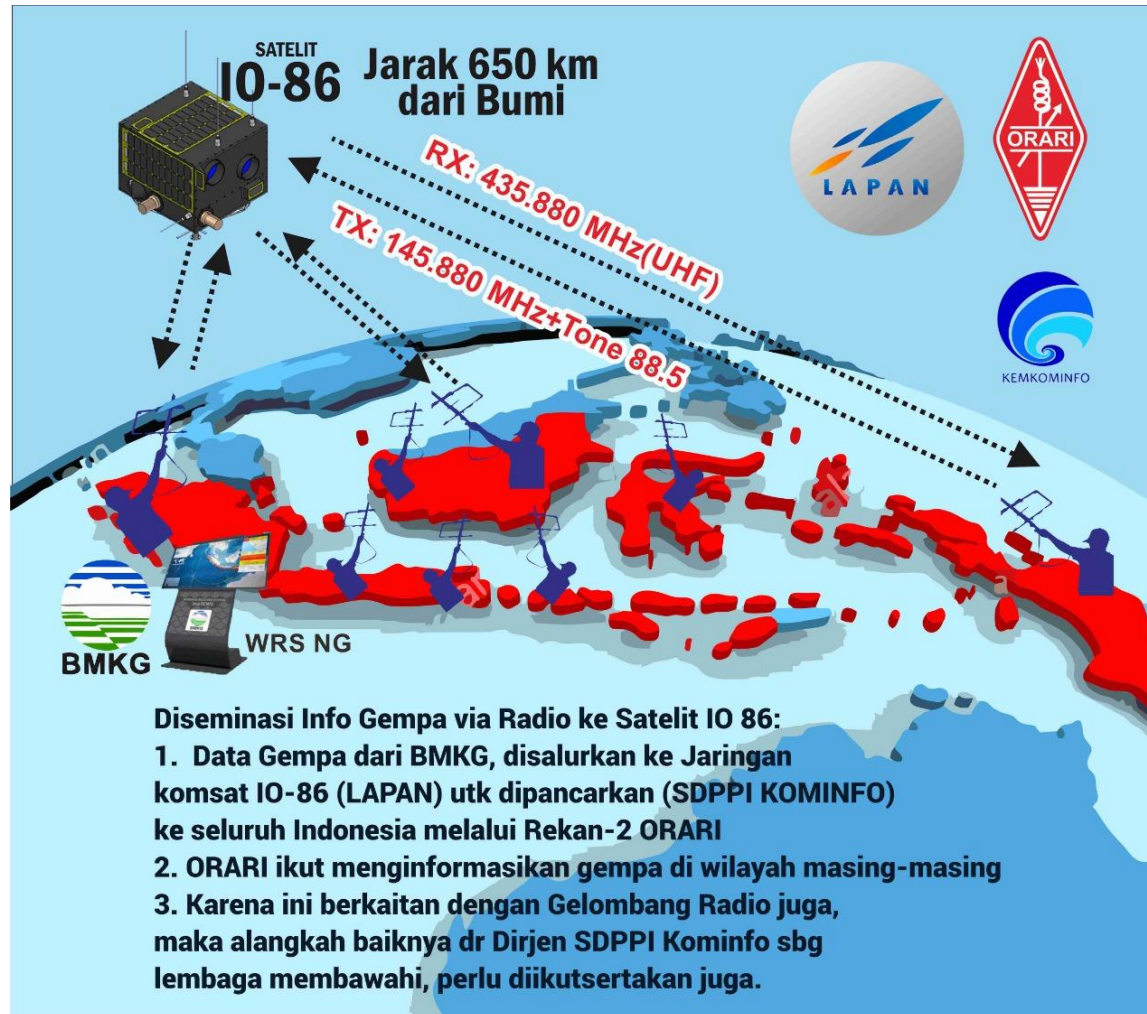 SATELIT
IO-86
Jarak 650 km
dari Bumi
RX: 435.880 MHz(UHF)
TX: 145.880 MHz+Tone 88.5
LAPAN
ORARI
KEMKOMINFO
BMKG
WRS NG
Diseminasi Info Gempa via Radio ke Satelit IO 86:
1. Data Gempa dari BMKG, disalurkan ke Jaringan
komsat IO-86 (LAPAN) utk dipancarkan (SDPPI KOMINFO)
ke seluruh Indonesia melalui Rekan-2 ORARI
2. ORARI ikut menginformasikan gempa di wilayah masing-masing
3. Karena ini berkaitan dengan Gelombang Radio juga,
maka alangkah baiknya dr Dirjen SDPPI Kominfo sbg
lembaga membawahi, perlu diikutsertakan juga.